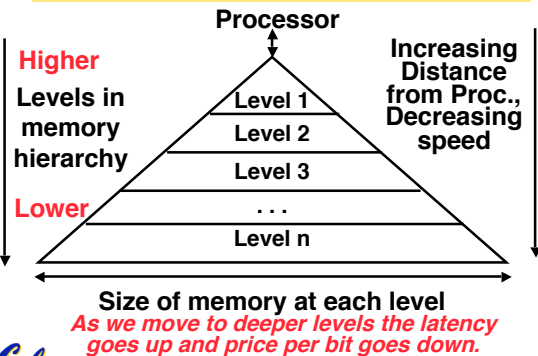 Processor
Higher
Levels in
memory
hierarchy
Lower
Level 1
Level 2
Level 3
. . .
Level n
Increasing
Distance
from Proc.,
Decreasing
speed
Size of memory at each level
As we move to deeper levels the latency
goes up and price per bit goes down.